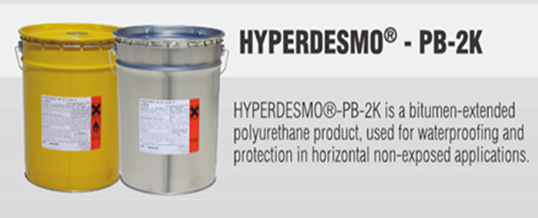 HYPERDESMO® - PB-2K
HYPERDESMO®-PB-2K is a bitumen-extended
polyurethane product, used for waterproofing and
protection in horizontal non-exposed applications.